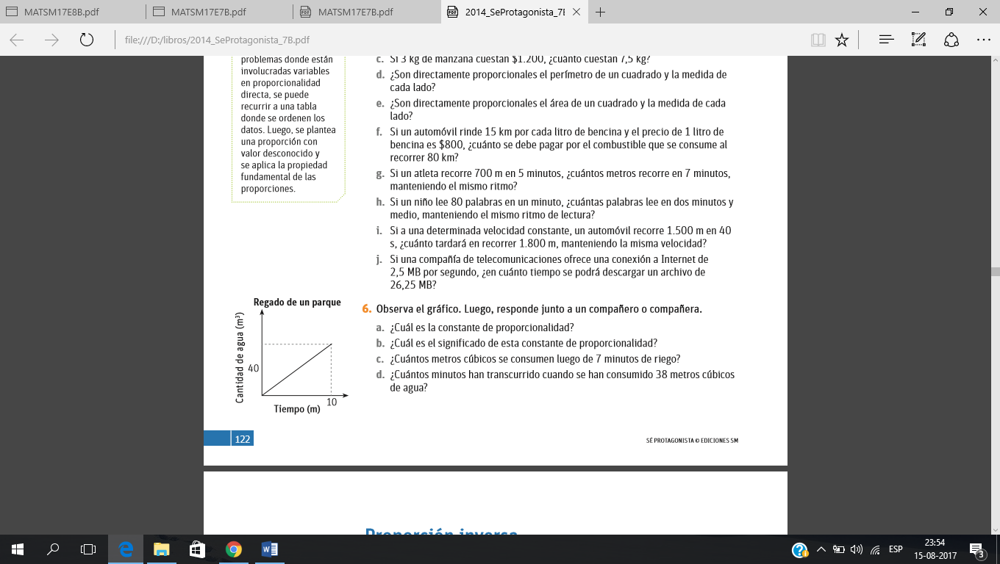 MATSM17E8B.pdf
MATSM17E7B.pdf
MATSM17E7B.pdf
2014_SeProtagonista_7
file:///D:/libros/2014_SeProtagonista_7B.pdf
problemas donde están
involucradas variables
en proporcionalidad
directa, se puede
recurrir a una tabla
donde se ordenen los
datos. Luego, se plantea
una proporción con
valor desconocido y
se aplica la propiedad
fundamental de las
proporciones.
c. Si 3 kg de manzana cuestan $1.200, ¿cuánto cuestan 7,5 kg?
d. ¿Son directamente proporcionales el perímetro de un cuadrado y la medida de
cada lado?
e. ¿Son directamente proporcionales el área de un cuadrado y la medida de cada
lado?
f. Si un automóvil rinde 15 km por cada litro de bencina y el precio de 1 litro de
bencina es $800, ¿cuánto se debe pagar por el combustible que se consume al
recorrer 80 km?
g. Si un atleta recorre 700 m en 5 minutos, ¿cuántos metros recorre en 7 minutos,
manteniendo el mismo ritmo?
h. Si un niño lee 80 palabras en un minuto, ¿cuántas palabras lee en dos minutos y
medio, manteniendo el mismo ritmo de lectura?
i. Si a una determinada velocidad constante, un automóvil recorre 1.500 m en 40
s, ¿cuánto tardará en recorrer 1.800 m, manteniendo la misma velocidad?
j. Si una compañía de telecomunicaciones ofrece una conexión a Internet de
2,5 MB por segundo, ¿en cuánto tiempo se podrá descargar un archivo de
26,25 MB?
Regado de un parque
Cantidad de agua (m³)
40
10
Tiempo (m)
6. Observa el gráfico. Luego, responde junto a un compañero o compañera.
a. ¿Cuál es la constante de proporcionalidad?
b. ¿Cuál es el significado de esta constante de proporcionalidad?
c. ¿Cuántos metros cúbicos se consumen luego de 7 minutos de riego?
d. ¿Cuántos minutos han transcurrido cuando se han consumido 38 metros cúbicos
de agua?
122
SÉ PROTAGONISTA © EDICIONES SM
Proporción inversa
ESP
23:54
15-08-2017
3